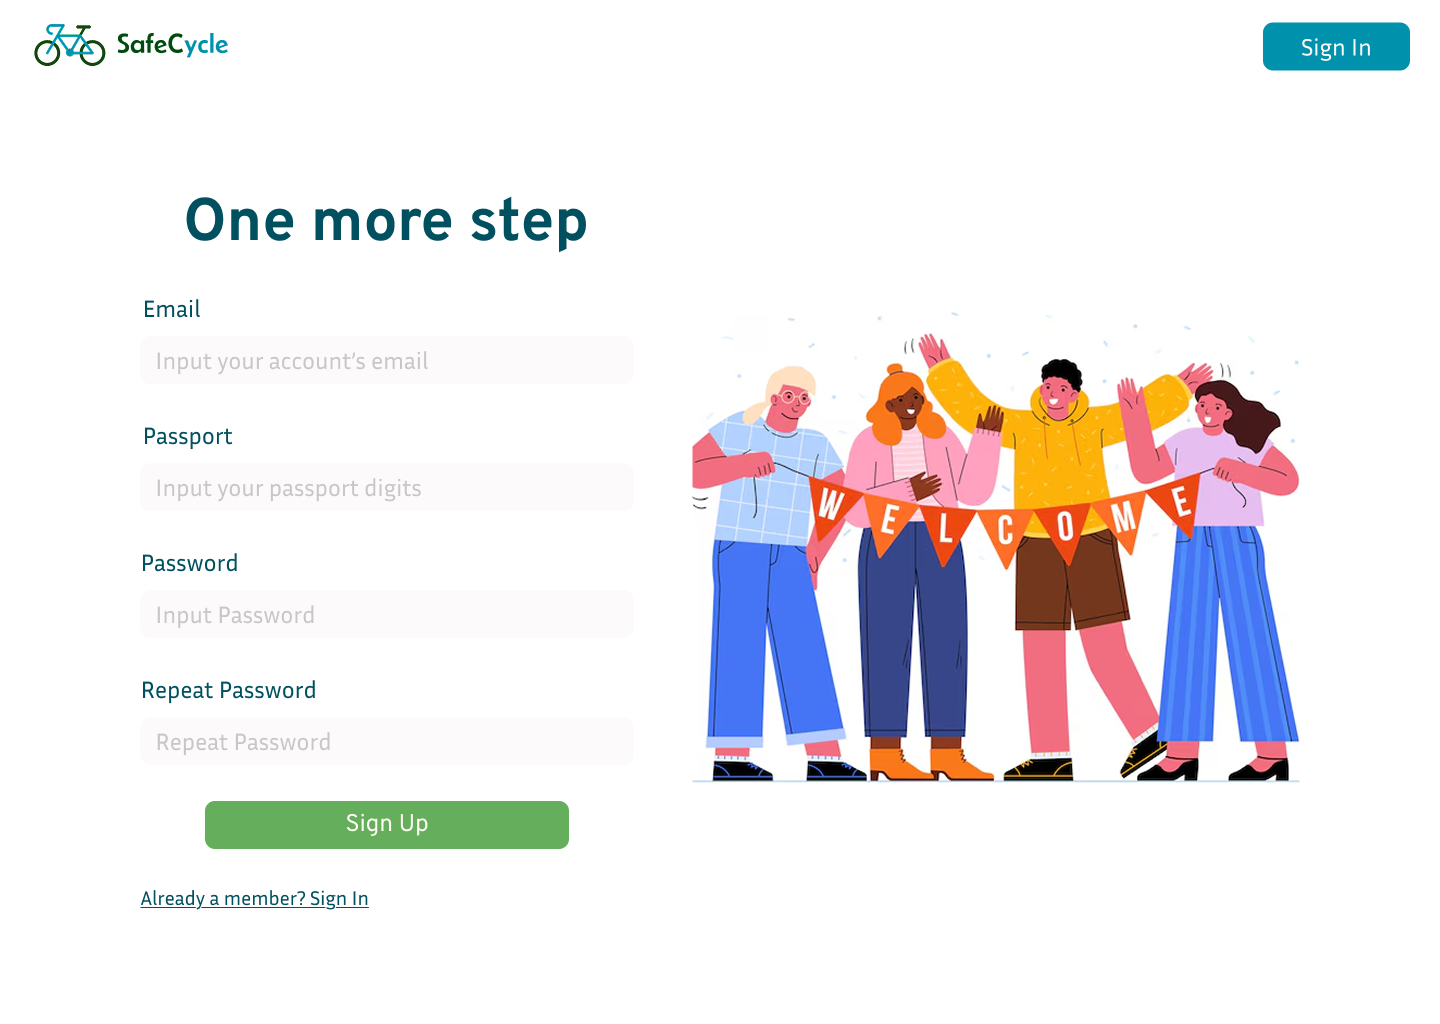 SafeCycle
Sign In
One more step
Email
Input your account’s email
Passport
Input your passport digits
Password
Input Password
Repeat Password
Repeat Password
Sign Up
Already a member? Sign In
WELCOME